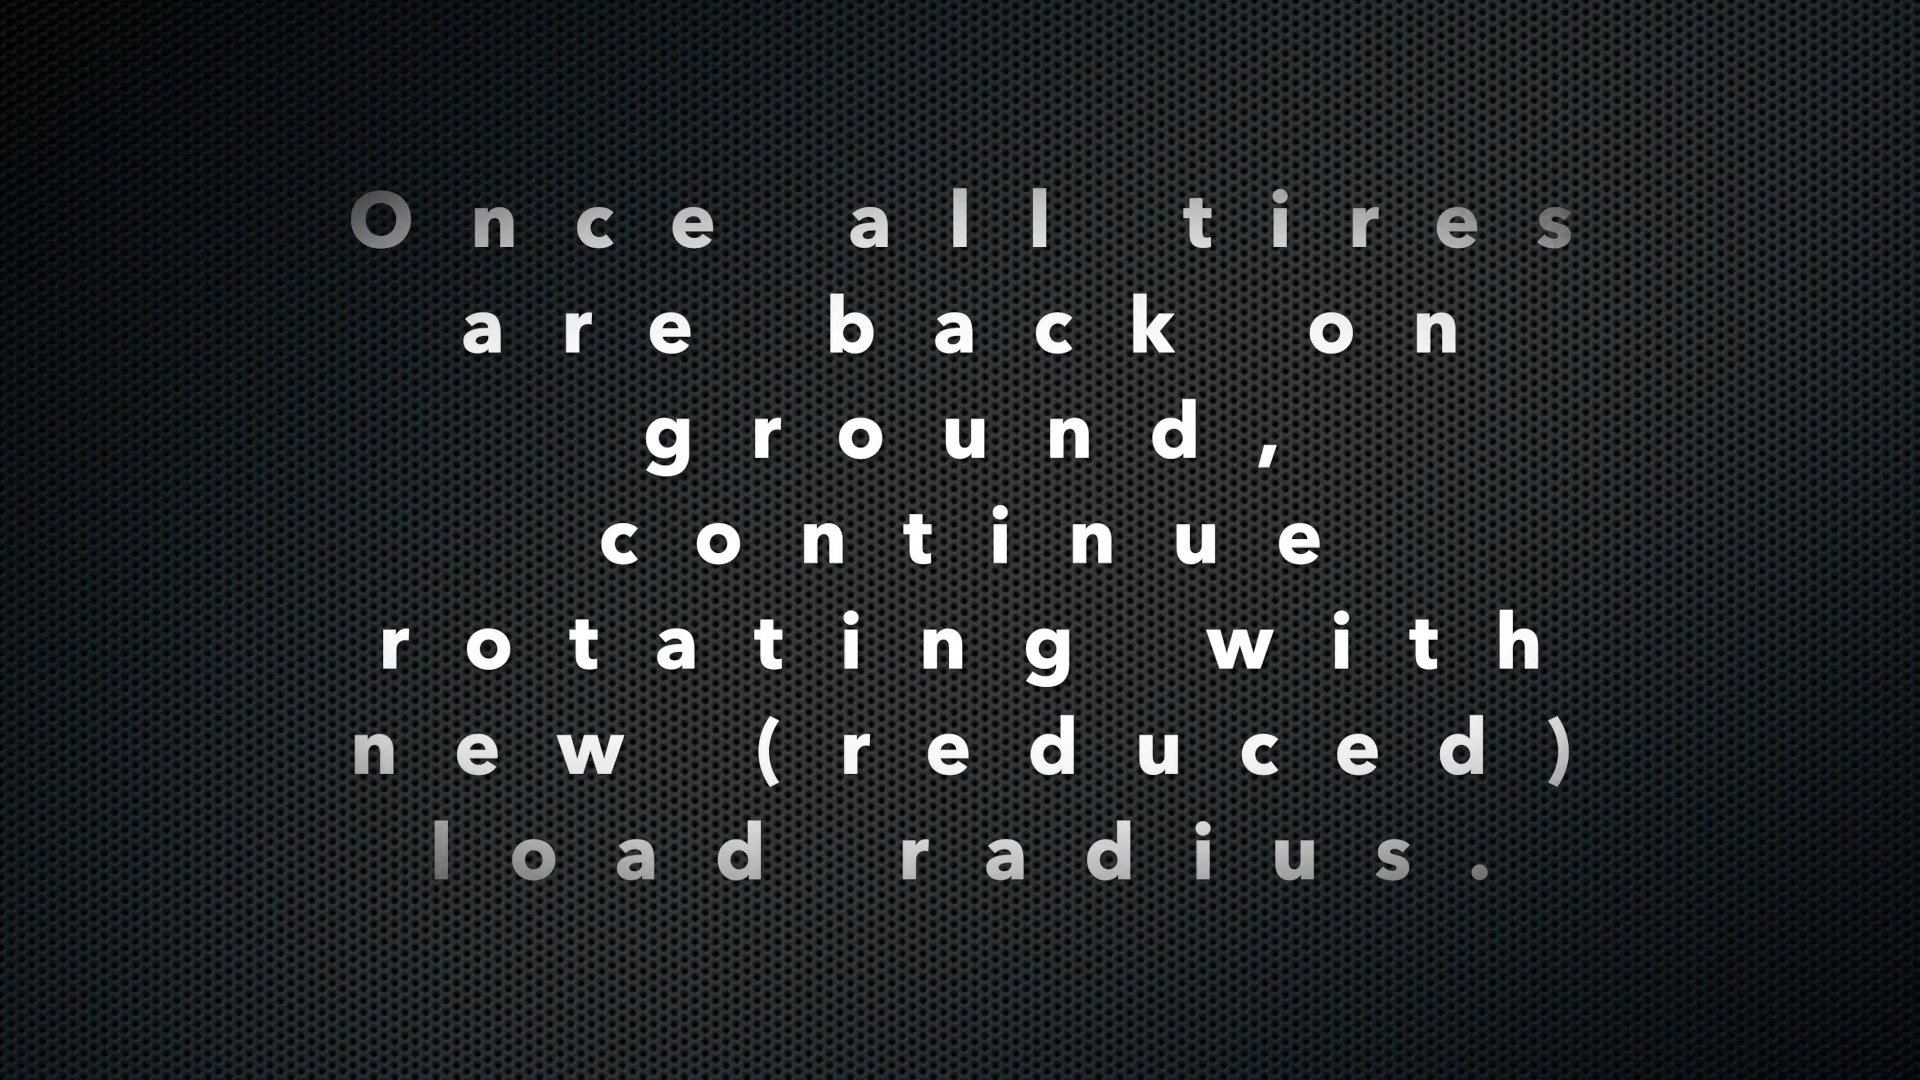 Once all tires
are back on
ground,
continue
rotating with
new (reduced)
load radius.